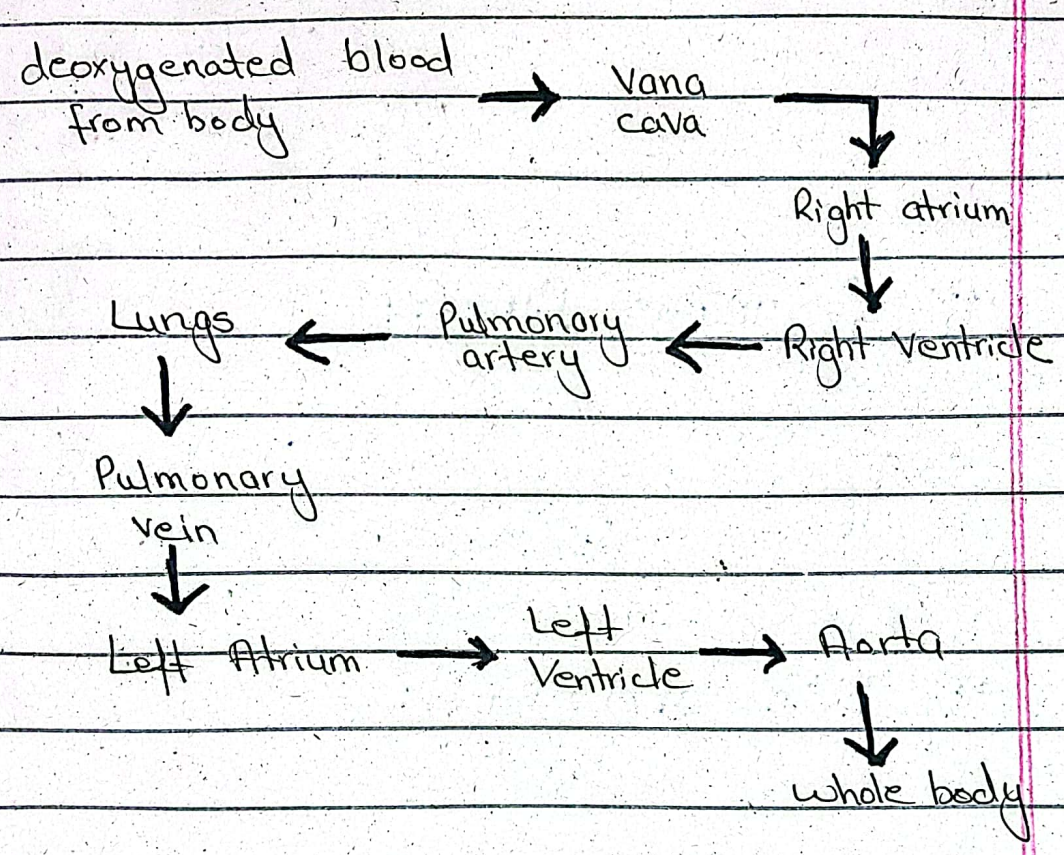 deoxygenated blood
from body
Vana
cava
Right atrium
Right Ventricle
Pulmonary
artery
Lungs
Pulmonary
vein
Left Atrium
Left
Ventricle
Aorta
whole body